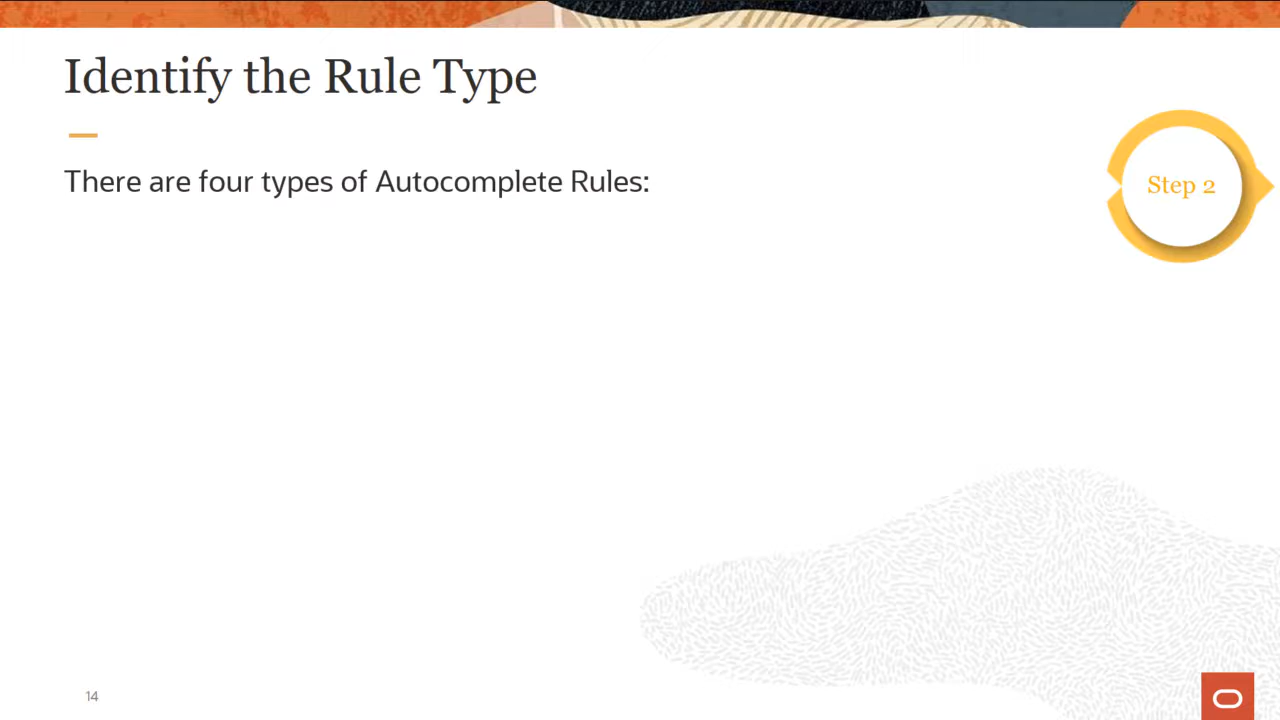 Identify the Rule Type
There are four types of Autocomplete Rules:
Step 2
14